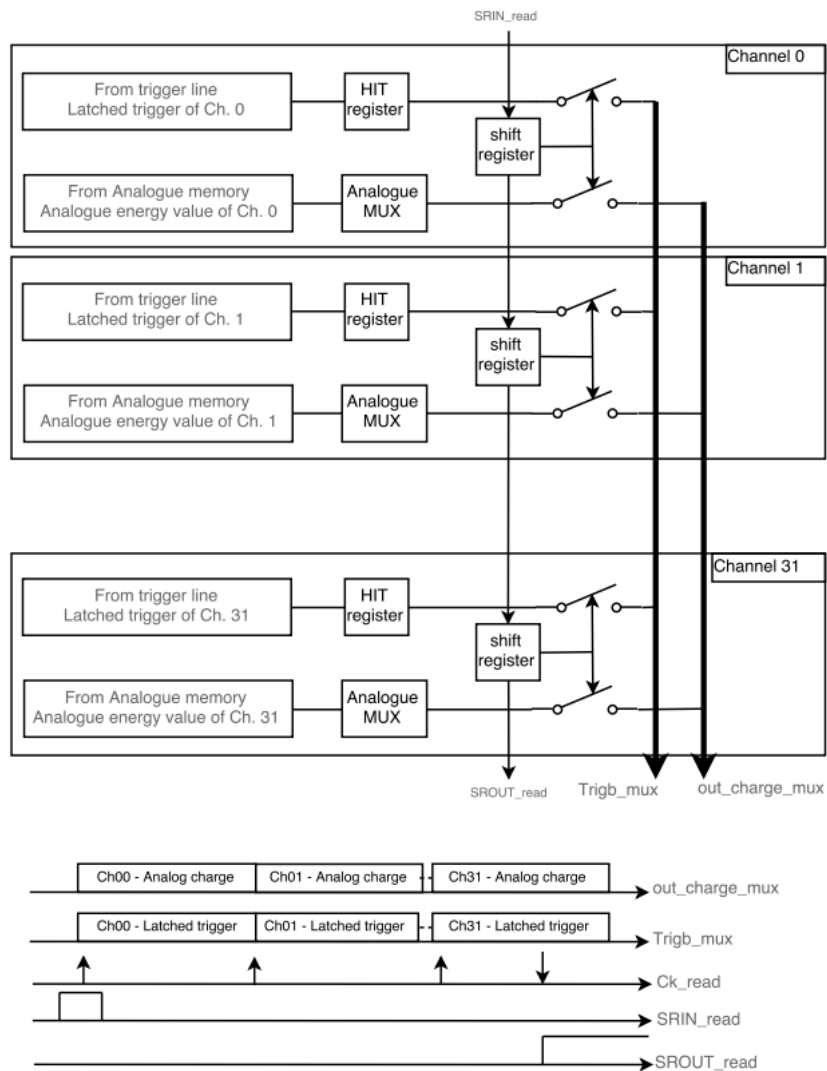 SRIN_read
Channel 0
From trigger line
Latched trigger of Ch. 0
HIT
register
shift
register
From Analogue memory
Analogue energy value of Ch. 0
Analogue
MUX
Channel 1
From trigger line
Latched trigger of Ch. 1
HIT
register
shift
register
From Analogue memory
Analogue energy value of Ch. 1
Analogue
MUX
Channel 31
From trigger line
Latched trigger of Ch. 31
HIT
register
shift
register
From Analogue memory
Analogue energy value of Ch. 31
Analogue
MUX
SROUT_read
Trigb_mux
out_charge_mux
Ch00 - Analog charge
Ch01 - Analog charge
Ch31 - Analog charge
out_charge_mux
Ch00 - Latched trigger
Ch01 - Latched trigger
Ch31 - Latched trigger
Trigb_mux
Ck_read
SRIN_read
SROUT_read